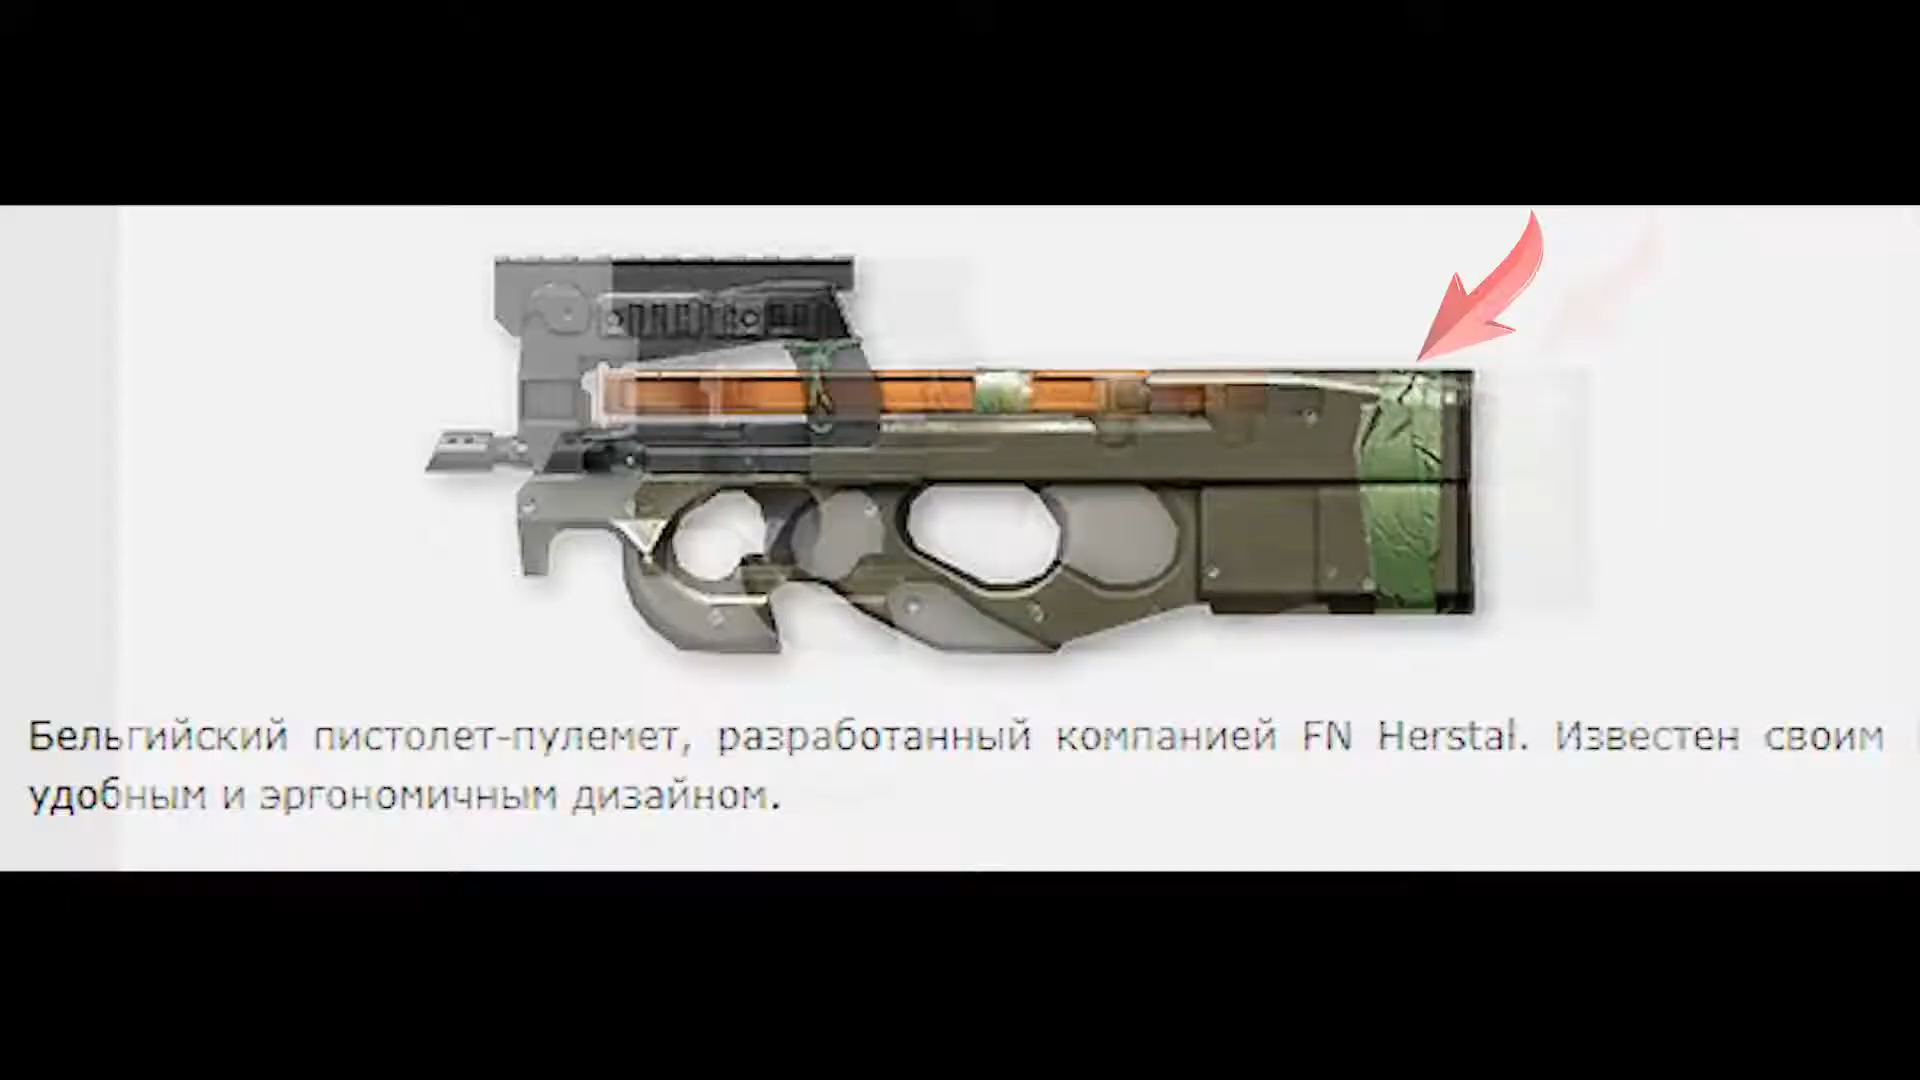 Бельгийский пистолет-пулемет, разработанный компанией FN Herstal. Известен своим
удобным и эргономичным дизайном.